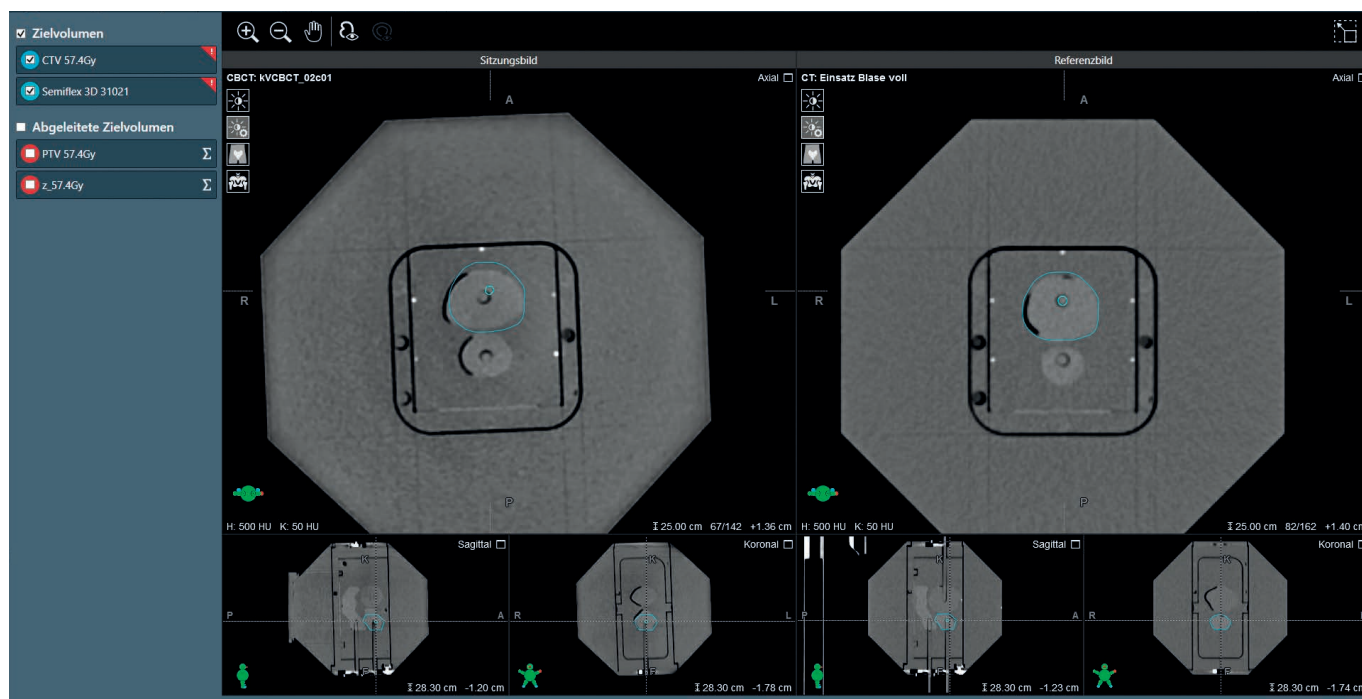 Zielvolumen
CTV 57.4Gy
!
Semiflex 3D 31021
!
Abgeleitete Zielvolumen
PTV 57.4Gy Σ
z_57.4Gy Σ
Sitzungsbild
CBCT: kVCBCT_02c01
Axial
A
R
L
P
H: 500 HU K: 50 HU
25.00 cm 67/142 +1.36 cm
Sagittal
K
P
A
F
28.30 cm -1.20 cm
Koronal
K
R
L
F
28.30 cm -1.78 cm
Referenzbild
CT: Einsatz Blase voll
Axial
A
R
L
P
H: 500 HU K: 50 HU
25.00 cm 82/162 +1.40 cm
Sagittal
K
P
A
F
28.30 cm -1.23 cm
Koronal
K
R
F
28.30 cm -1.74 cm